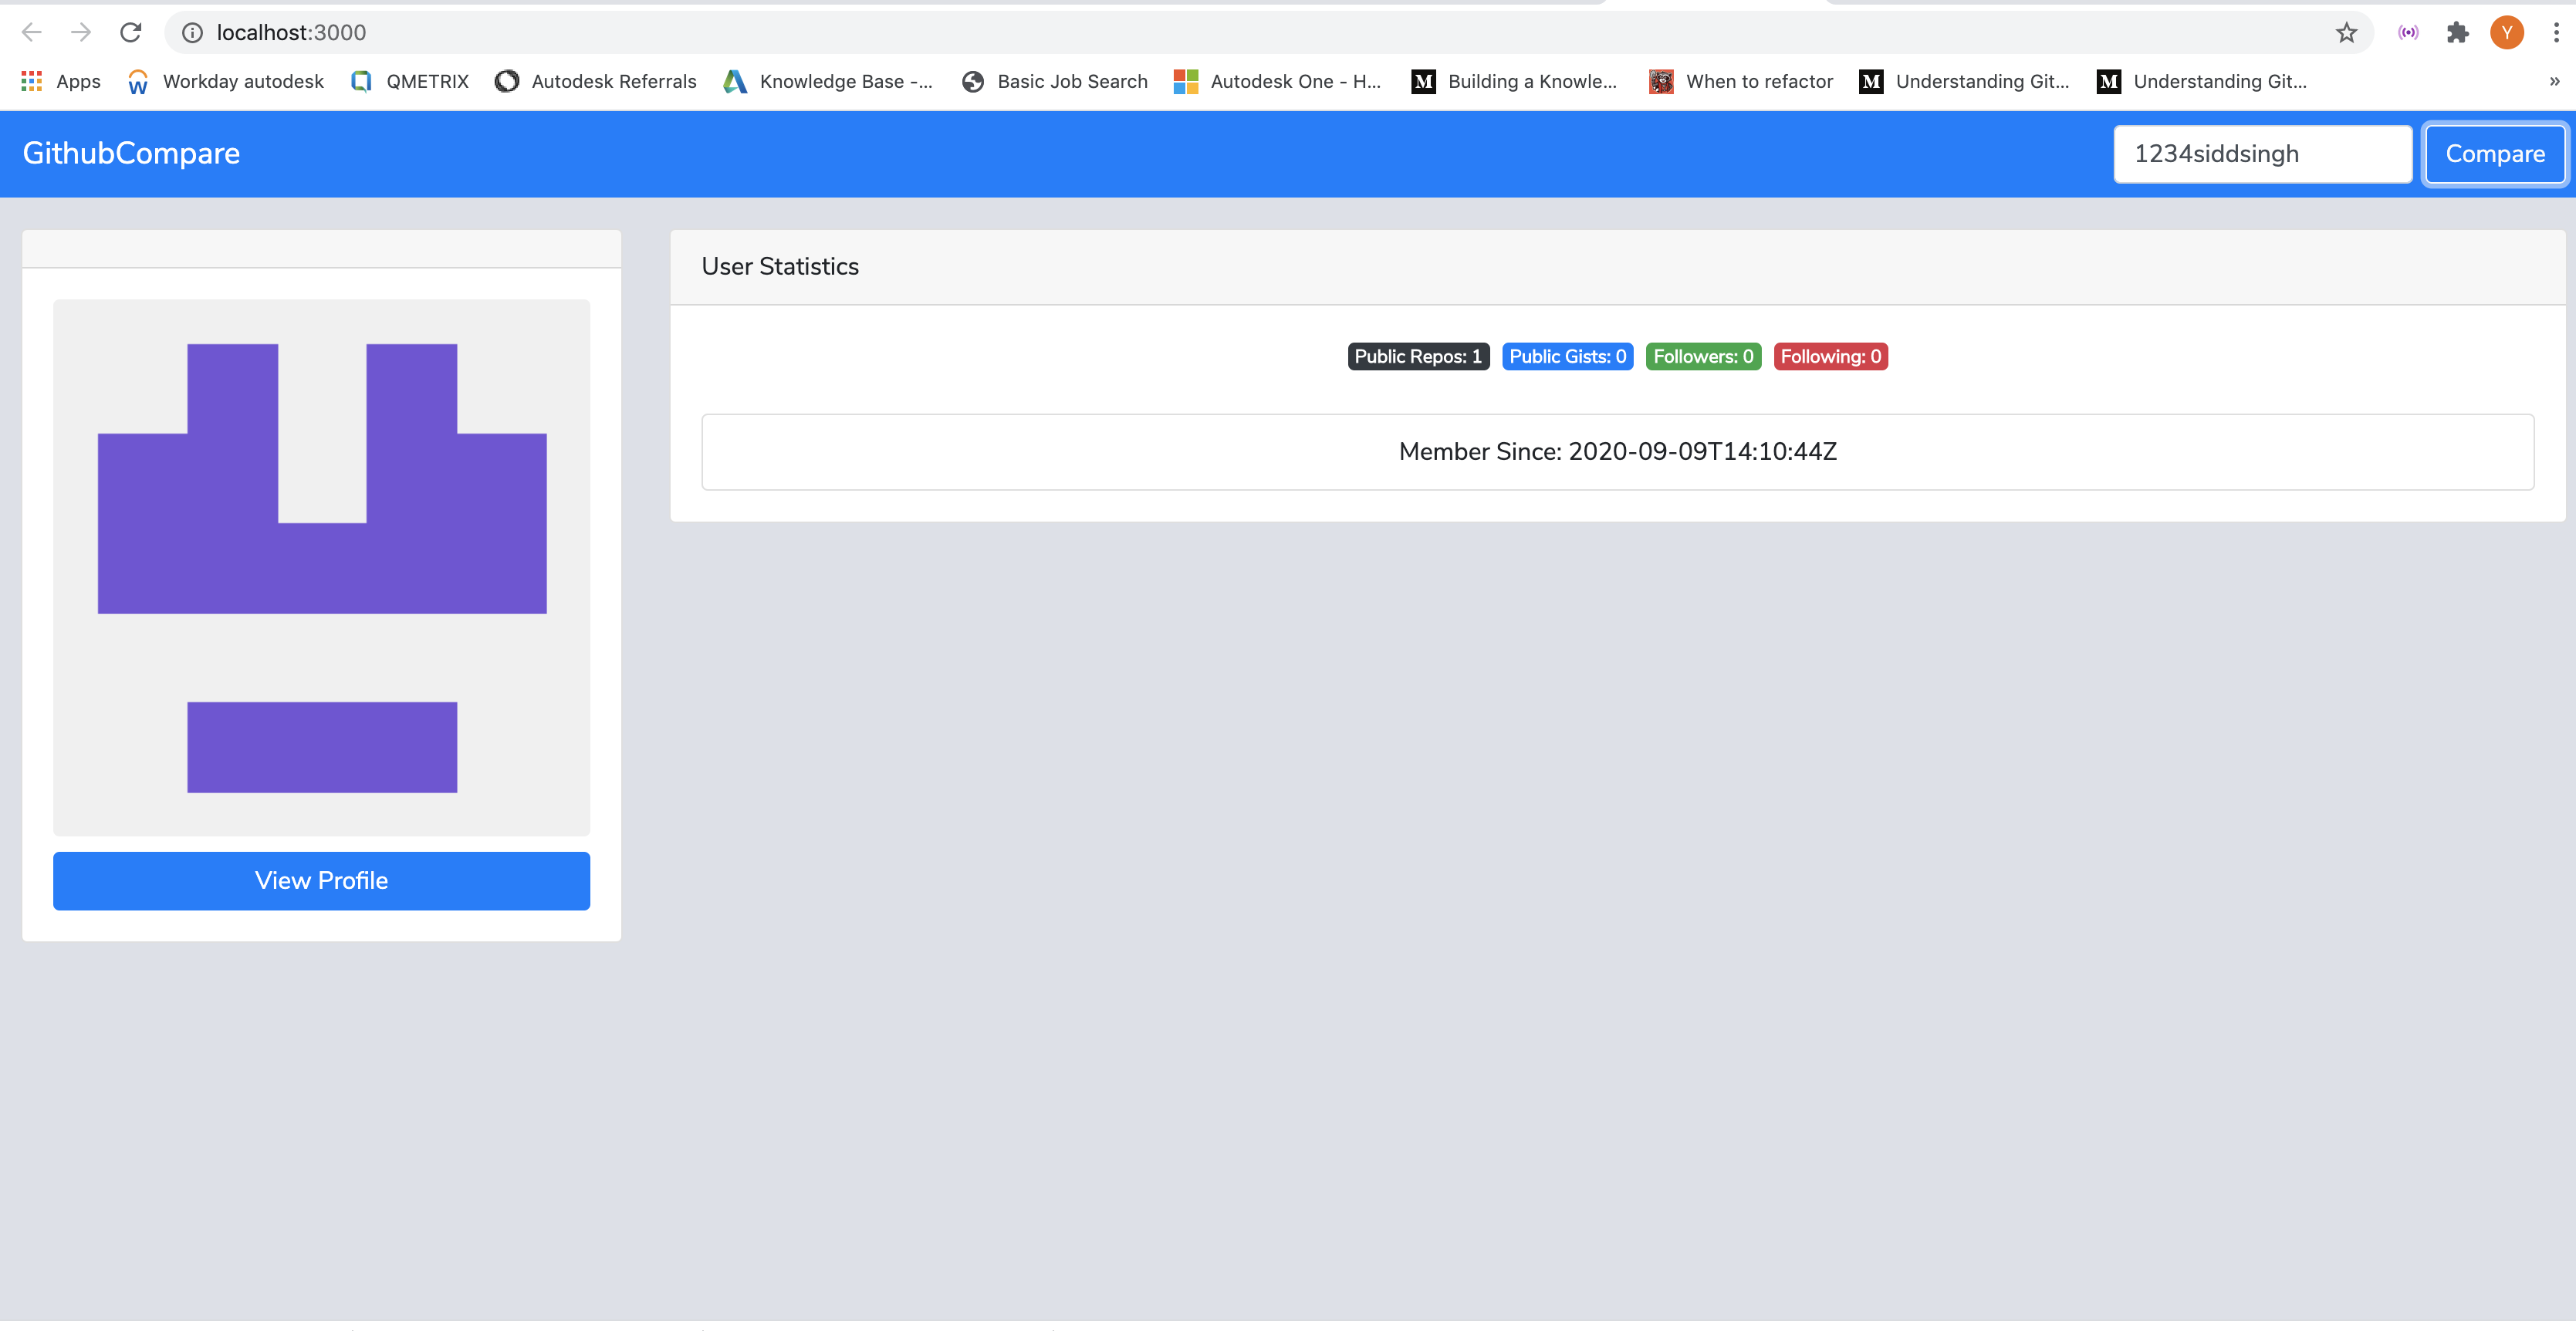 localhost:3000
Apps Workday autodesk QMETRIX Autodesk Referrals Knowledge Base -... Basic Job Search Autodesk One - H... Building a Knowle... When to refactor Understanding Git... Understanding Git... »
GithubCompare 1234siddsingh Compare
User Statistics
Public Repos: 1 Public Gists: 0 Followers: 0 Following: 0
Member Since: 2020-09-09T14:10:44Z
View Profile
Y